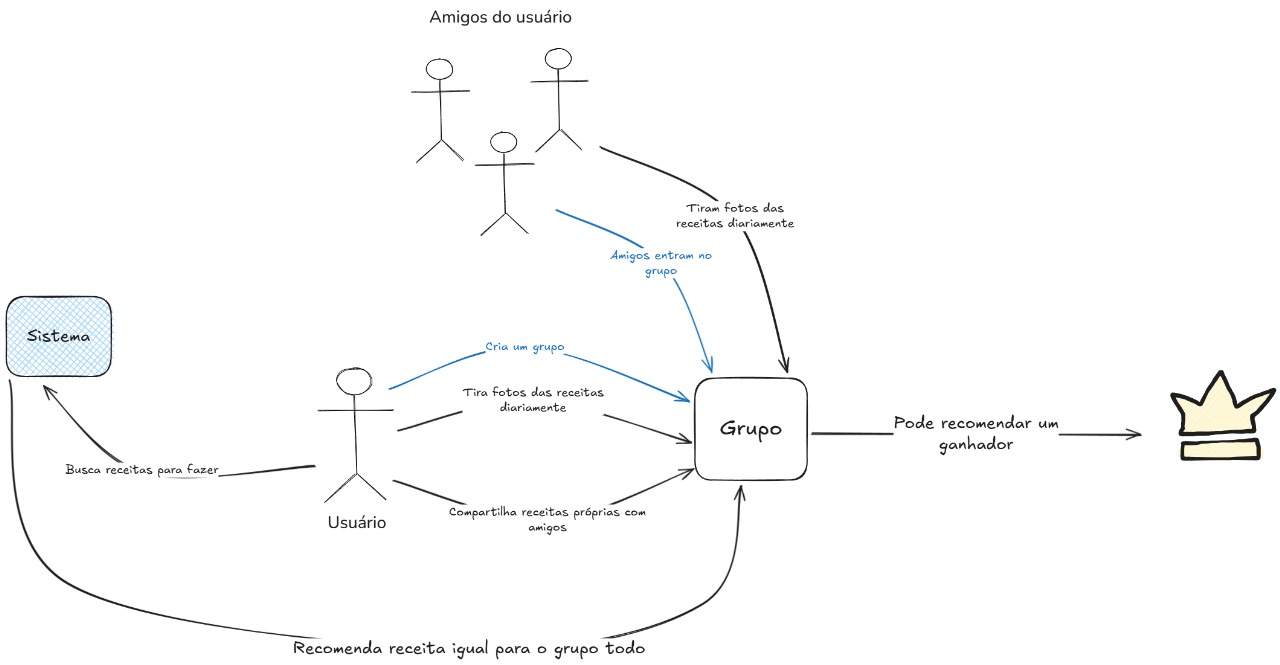 Amigos do usuário
Tiram fotos das
receitas diariamente
Amigos entram no
grupo
Sistema
Cria um grupo
Tira fotos das receitas
diariamente
Grupo
Pode recomendar um
ganhador
Busca receitas para fazer
Usuário
Compartilha receitas próprias com
amigos
Recomenda receita igual para o grupo todo